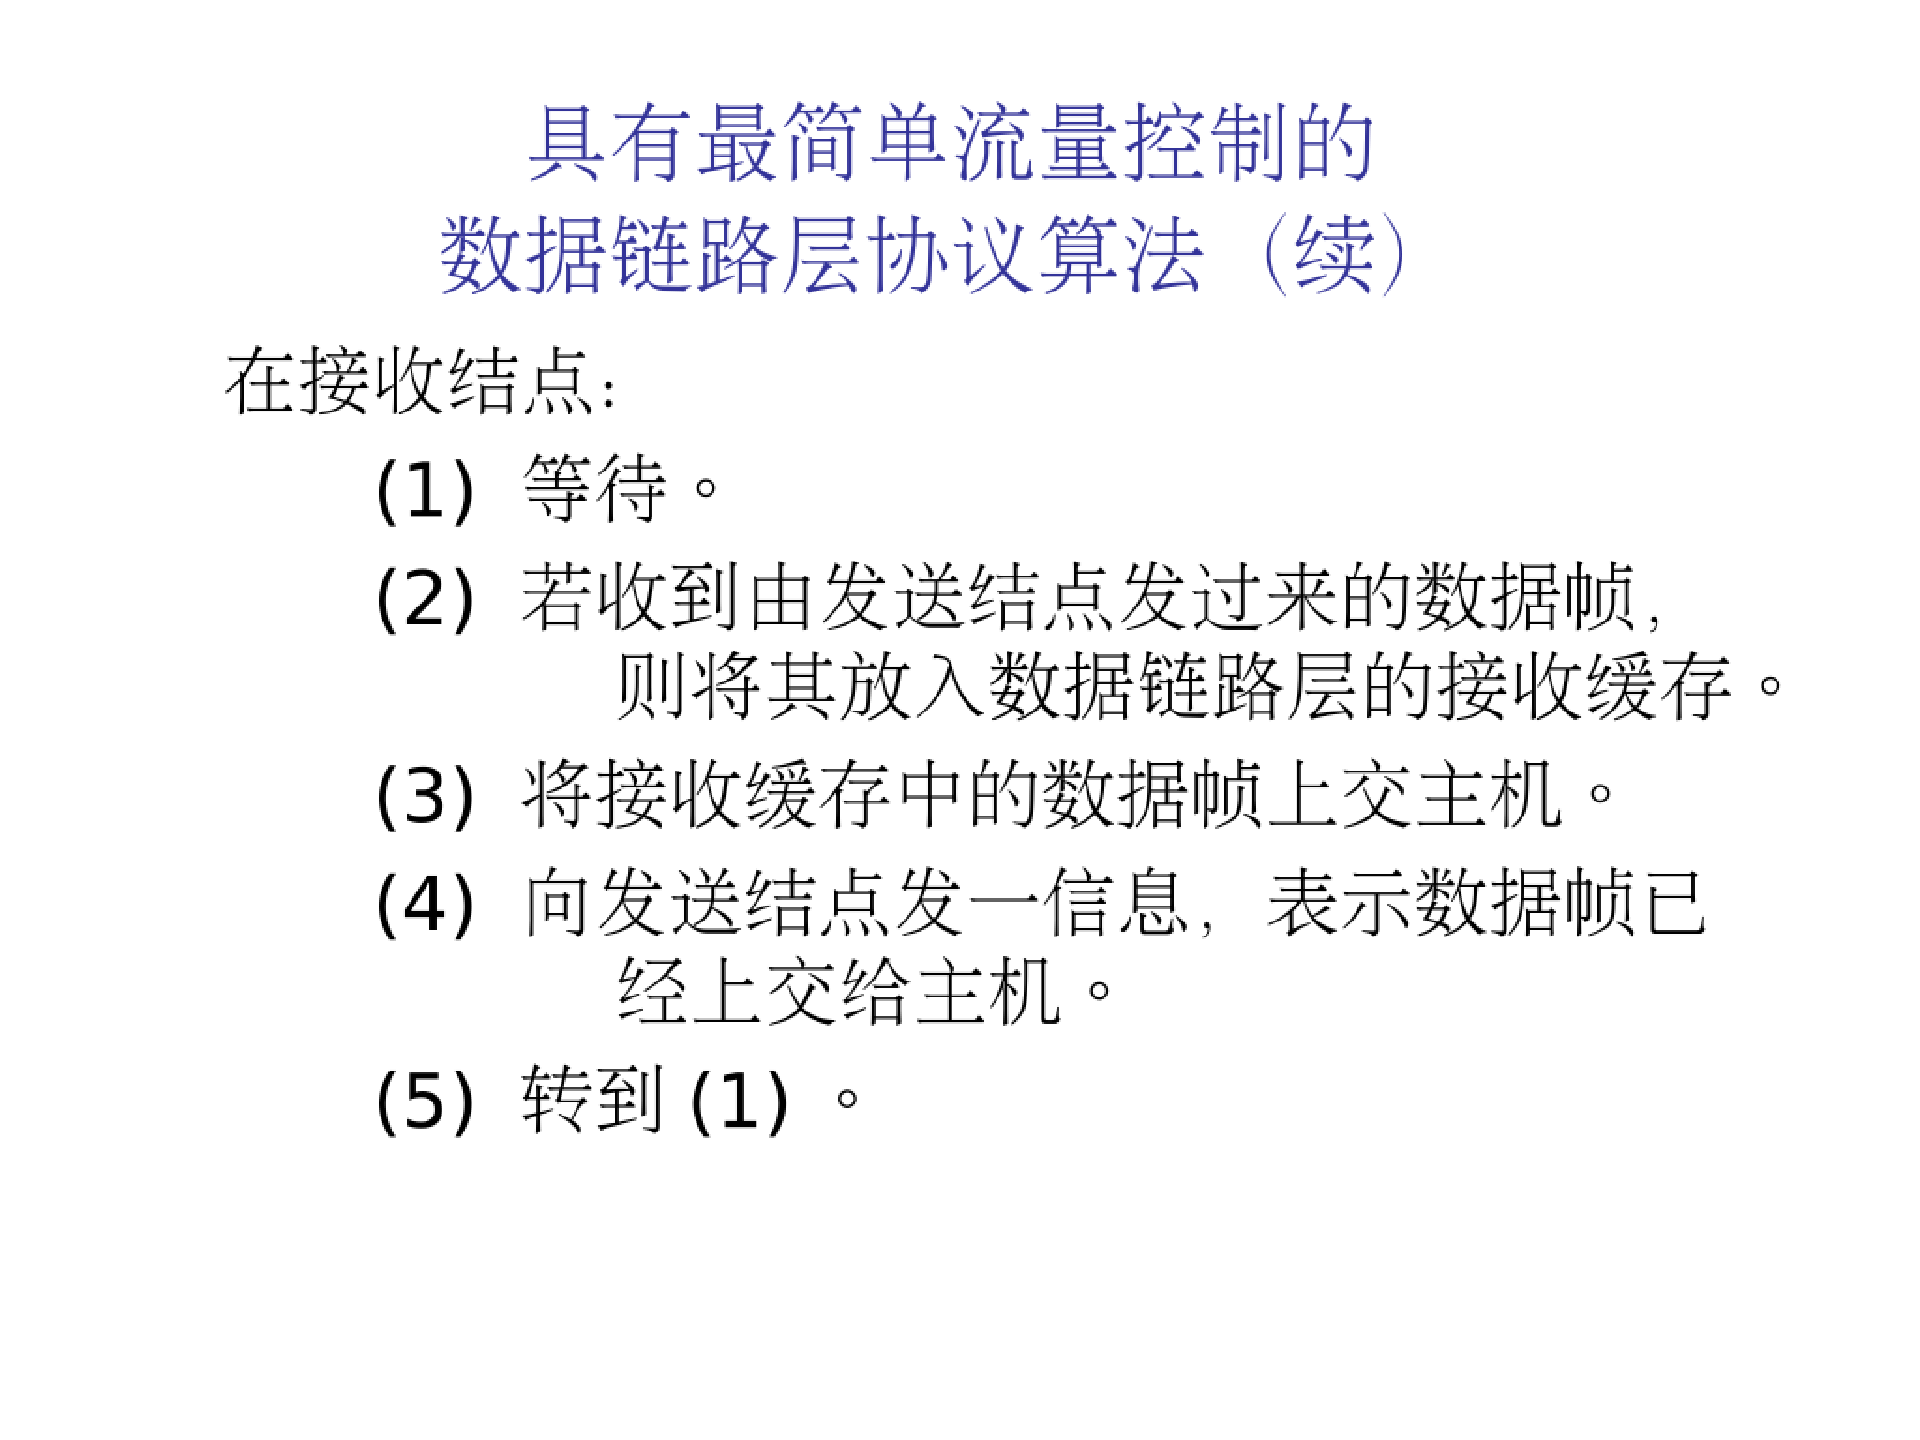 具有最简单流量控制的
数据链路层协议算法（续）
在接收结点：
(1) 等待。
(2) 若收到由发送结点发过来的数据帧，
则将其放入数据链路层的接收缓存。
(3) 将接收缓存中的数据帧上交主机。
(4) 向发送结点发一信息，表示数据帧已
经上交给主机。
(5) 转到 (1) 。